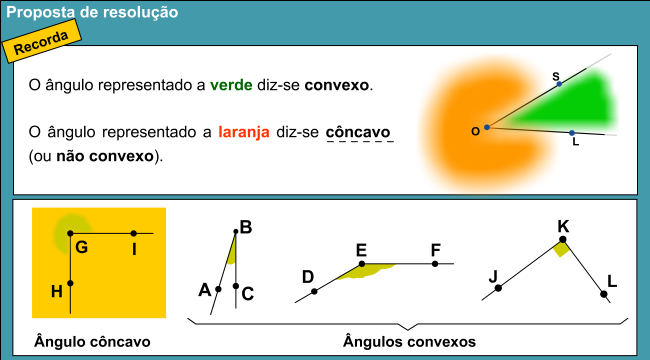 Proposta de resolução
Recorda
O ângulo representado a verde diz-se convexo.
O ângulo representado a laranja diz-se côncavo
(ou não convexo).
S
O
L
G
I
H
B
A
C
D
E
F
K
J
L
Ângulo côncavo
Ângulos convexos